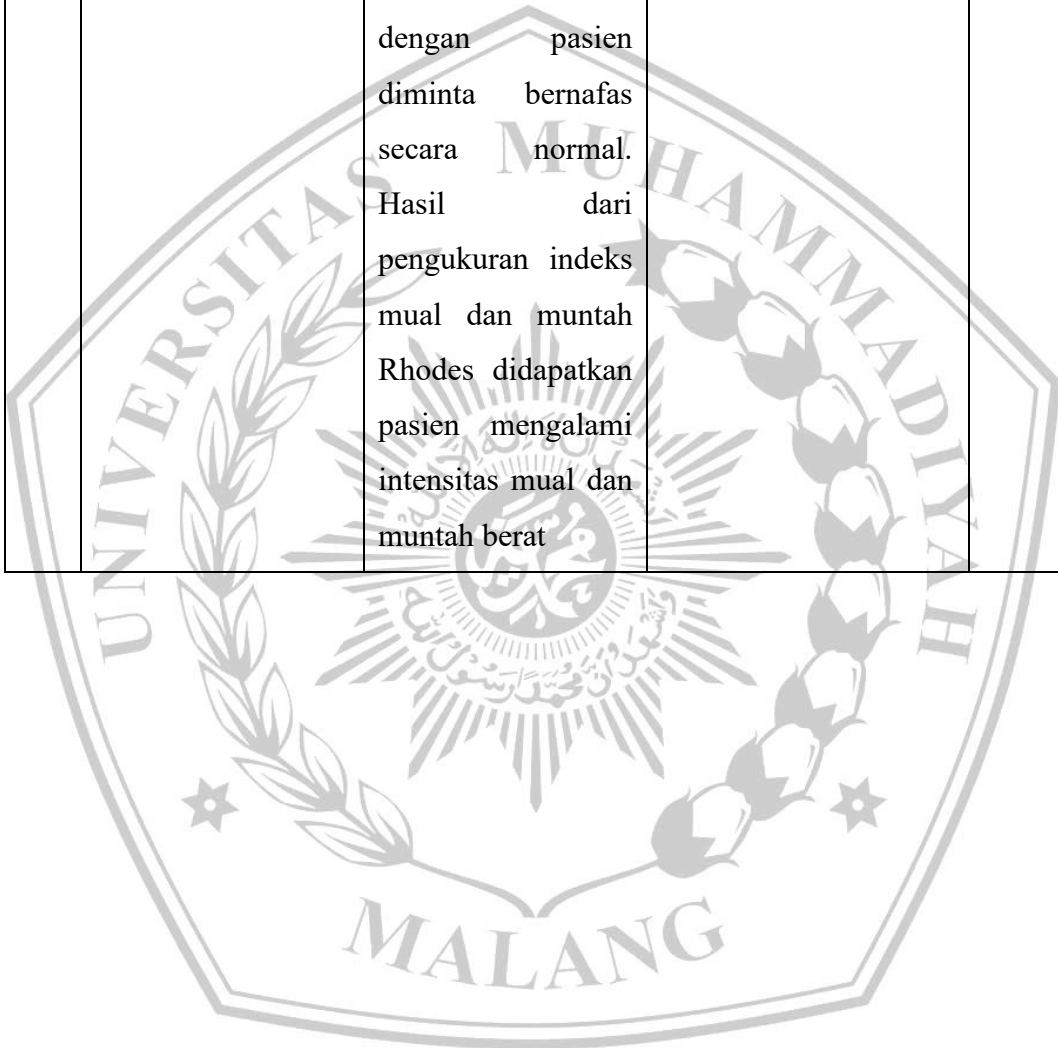 dengan pasien
diminta bernafas
secara normal.
Hasil dari
pengukuran indeks
mual dan muntah
Rhodes didapatkan
pasien mengalami
intensitas mual dan
muntah berat
UNIVERSITAS MUHAMMADIYAH
MALANG